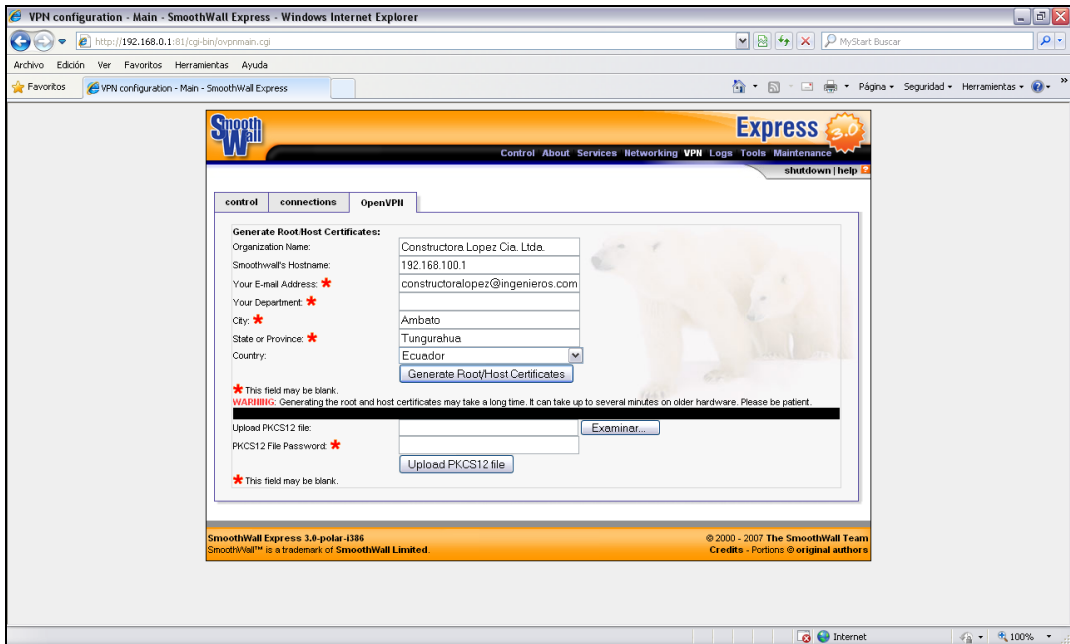 VPN configuration - Main - SmoothWall Express - Windows Internet Explorer
http://192.168.0.1:81/cgi-bin/ovpnmain.cgi
MyStart Buscar
Archivo Edición Ver Favoritos Herramientas Ayuda
Favoritos VPN configuration - Main - SmoothWall Express Página Seguridad Herramientas »
Smooth Wall Express 3.0
Control About Services Networking VPN Logs Tools Maintenance
shutdown | help ?
control connections OpenVPN
Generate Root/Host Certificates:
Organization Name: Constructora Lopez Cia. Ltda.
Smoothwall's Hostname: 192.168.100.1
Your E-mail Address: * constructoralopez@ingenieros.com
Your Department: *
City: * Ambato
State or Province: * Tungurahua
Country: Ecuador
Generate Root/Host Certificates
* This field may be blank.
WARNING: Generating the root and host certificates may take a long time. It can take up to several minutes on older hardware. Please be patient.
Upload PKCS12 file: Examinar...
PKCS12 File Password: *
Upload PKCS12 file
* This field may be blank.
SmoothWall Express 3.0-polar-i386 © 2000 - 2007 The SmoothWall Team
SmoothWall™ is a trademark of SmoothWall Limited. Credits - Portions © original authors
Internet 100%